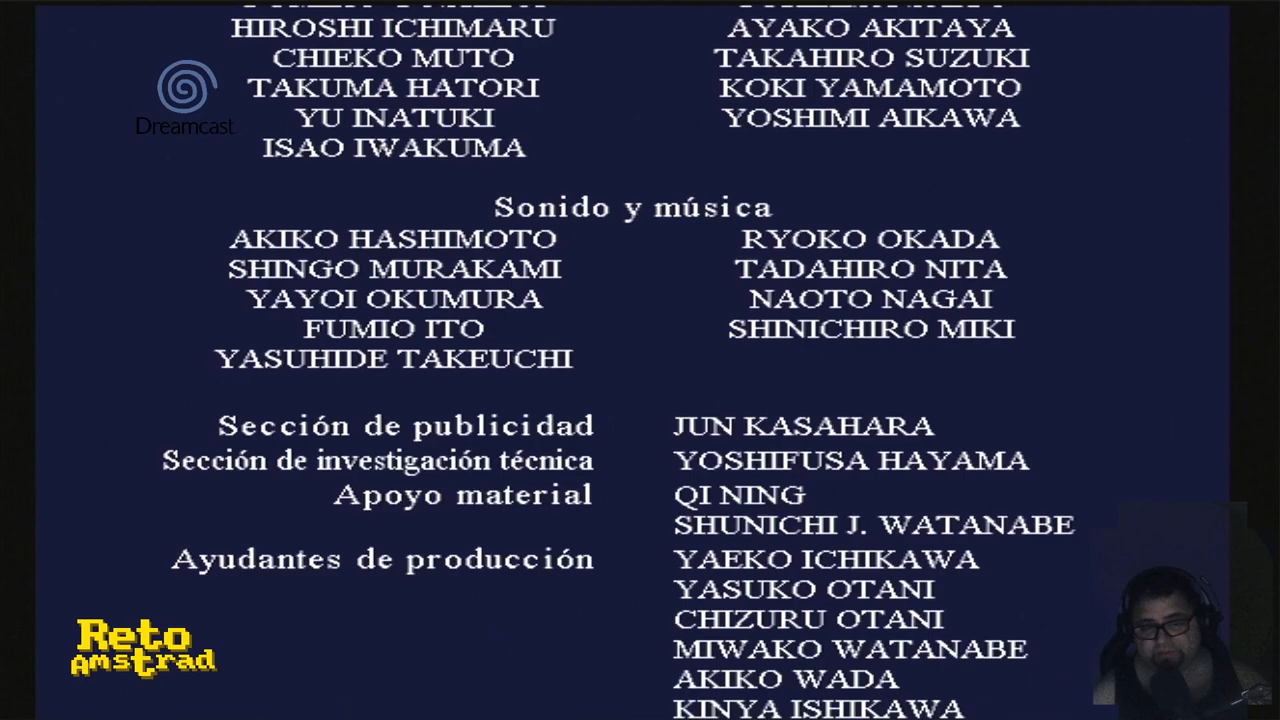 HIROSHI ICHIMARU AYAKO AKITAYA
CHIEKO MUTO TAKAHIRO SUZUKI
TAKUMA HATORI KOKI YAMAMOTO
YU INATUKI YOSHIMI AIKAWA
Dreamcast
ISAO IWAKUMA
Sonido y música
AKIKO HASHIMOTO RYOKO OKADA
SHINGO MURAKAMI TADAHIRO NITA
YAYOI OKUMURA NAOTO NAGAI
FUMIO ITO SHINICHIRO MIKI
YASUHIDE TAKEUCHI
Sección de publicidad JUN KASAHARA
Sección de investigación técnica YOSHIFUSA HAYAMA
Apoyo material QI NING
SHUNICHI J. WATANABE
Ayudantes de producción YAEKO ICHIKAWA
YASUKO OTANI
CHIZURU OTANI
MIWAKO WATANABE
AKIKO WADA
KINYA ISHIKAWA
Reto
Amstrad